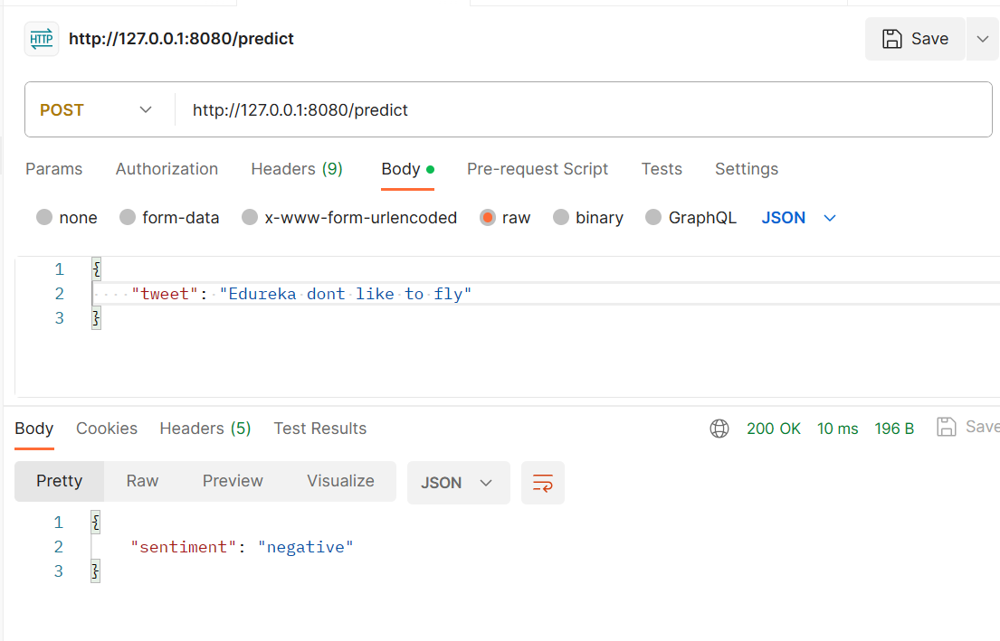 HTTP http://127.0.0.1:8080/predict Save
POST http://127.0.0.1:8080/predict
Params Authorization Headers (9) Body Pre-request Script Tests Settings
none form-data x-www-form-urlencoded raw binary GraphQL JSON
1 {
2 "tweet": "Edureka dont like to fly"
3 }
Body Cookies Headers (5) Test Results 200 OK 10 ms 196 B Save
Pretty Raw Preview Visualize JSON
1 {
2 "sentiment": "negative"
3 }